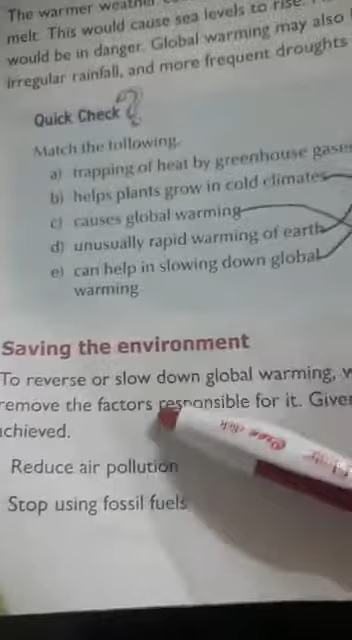 The warmer weather
melt. This would cause sea levels to rise.
would be in danger. Global warming may also
irregular rainfall, and more frequent droughts
Quick Check ?
Match the following.
a) trapping of heat by greenhouse gases
b) helps plants grow in cold climates
c) causes global warming
d) unusually rapid warming of earth
e) can help in slowing down global
warming
Saving the environment
To reverse or slow down global warming, w
remove the factors responsible for it. Given
achieved.
Reduce air pollution
Stop using fossil fuels